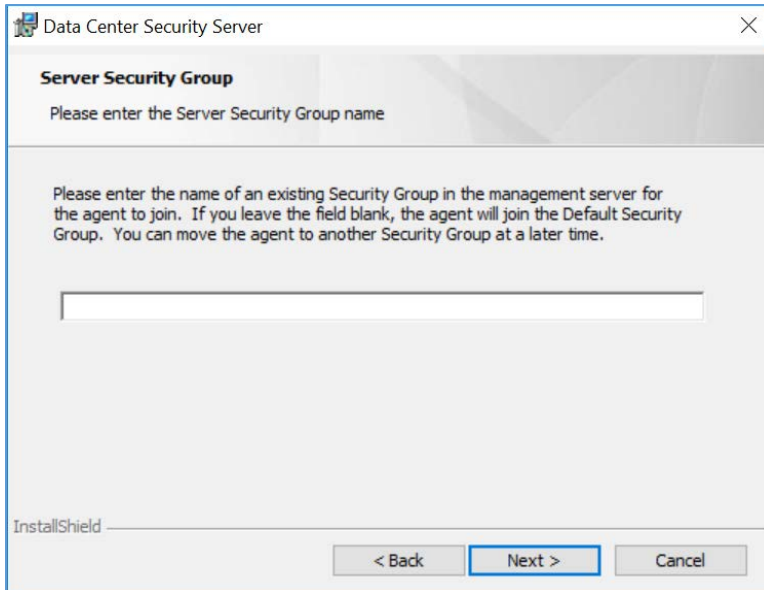 Data Center Security Server
Server Security Group
Please enter the Server Security Group name
Please enter the name of an existing Security Group in the management server for
the agent to join. If you leave the field blank, the agent will join the Default Security
Group. You can move the agent to another Security Group at a later time.
InstallShield
< Back Next > Cancel